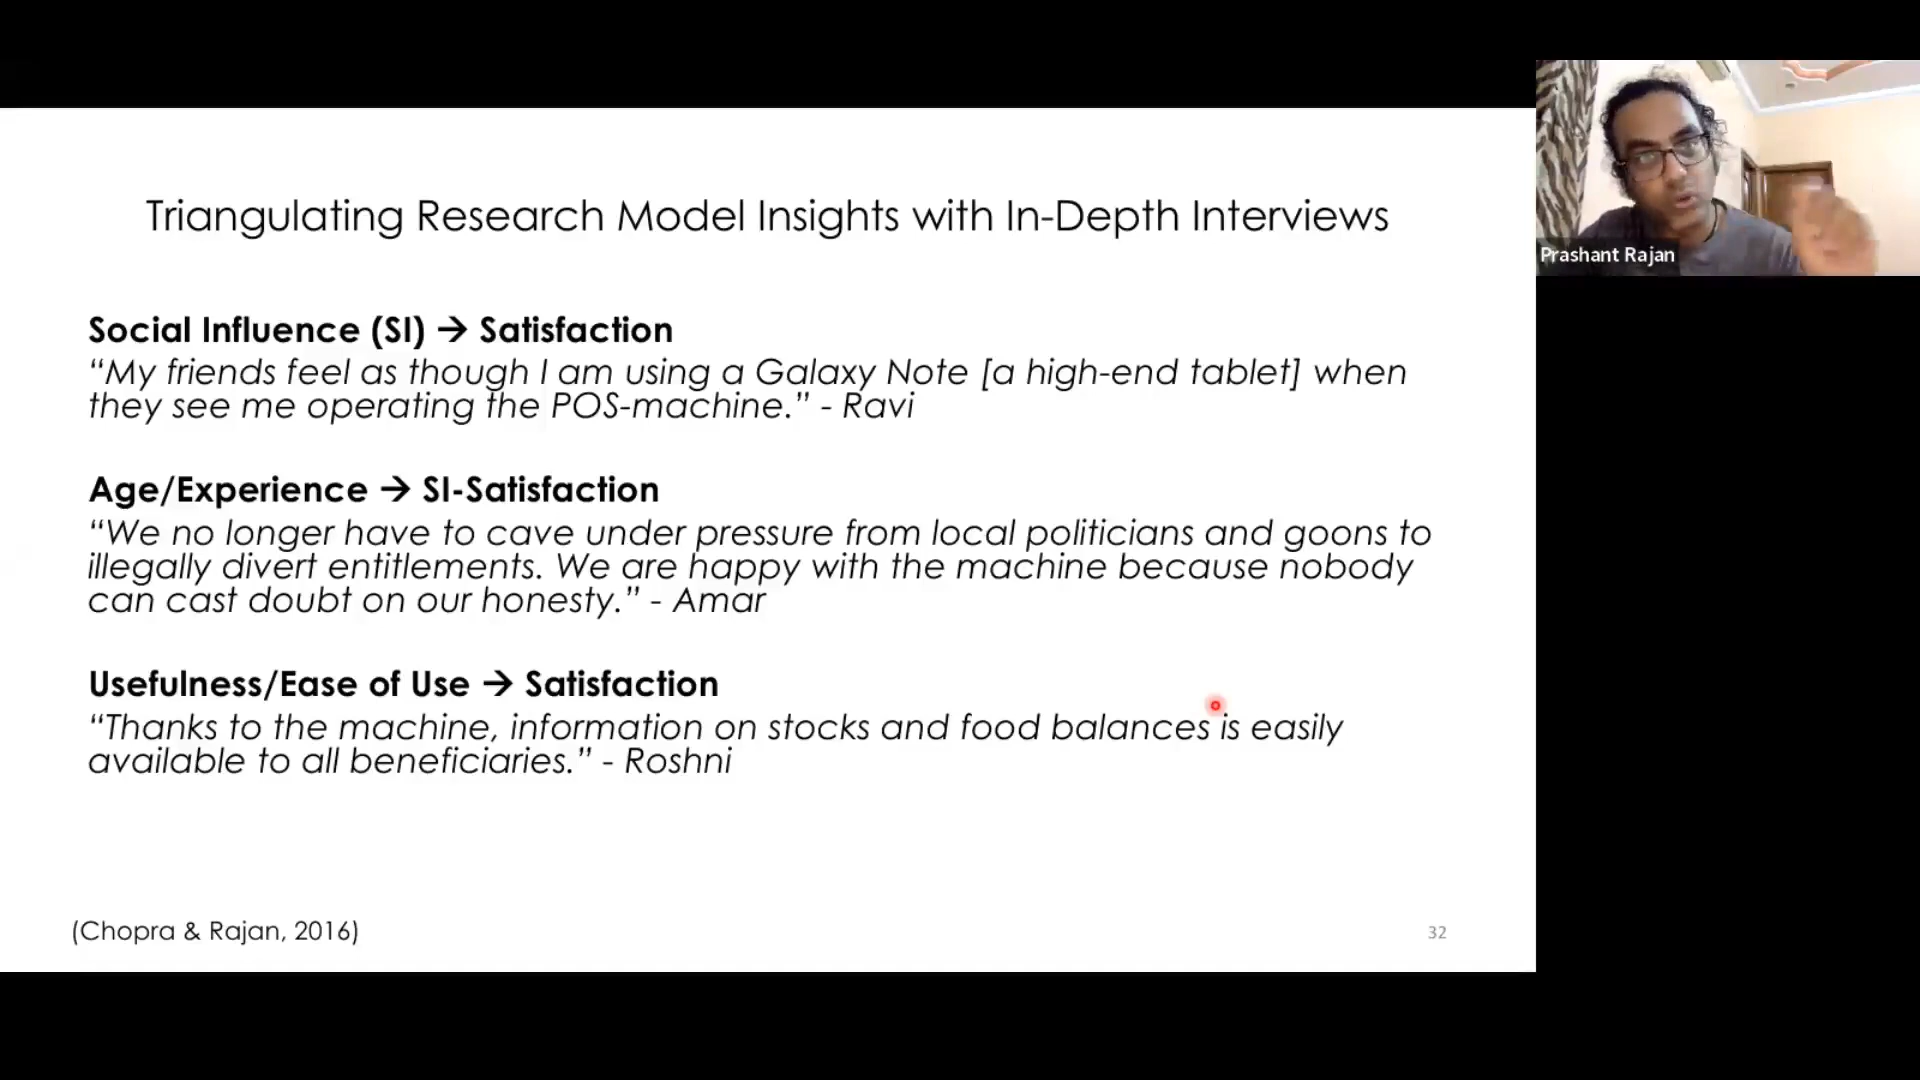 Triangulating Research Model Insights with In-Depth Interviews
Social Influence (SI) → Satisfaction
“My friends feel as though I am using a Galaxy Note [a high-end tablet] when
they see me operating the POS-machine.” - Ravi
Age/Experience → SI-Satisfaction
“We no longer have to cave under pressure from local politicians and goons to
illegally divert entitlements. We are happy with the machine because nobody
can cast doubt on our honesty.” - Amar
Usefulness/Ease of Use → Satisfaction
“Thanks to the machine, information on stocks and food balances is easily
available to all beneficiaries.” - Roshni
(Chopra & Rajan, 2016)
32
Prashant Rajan